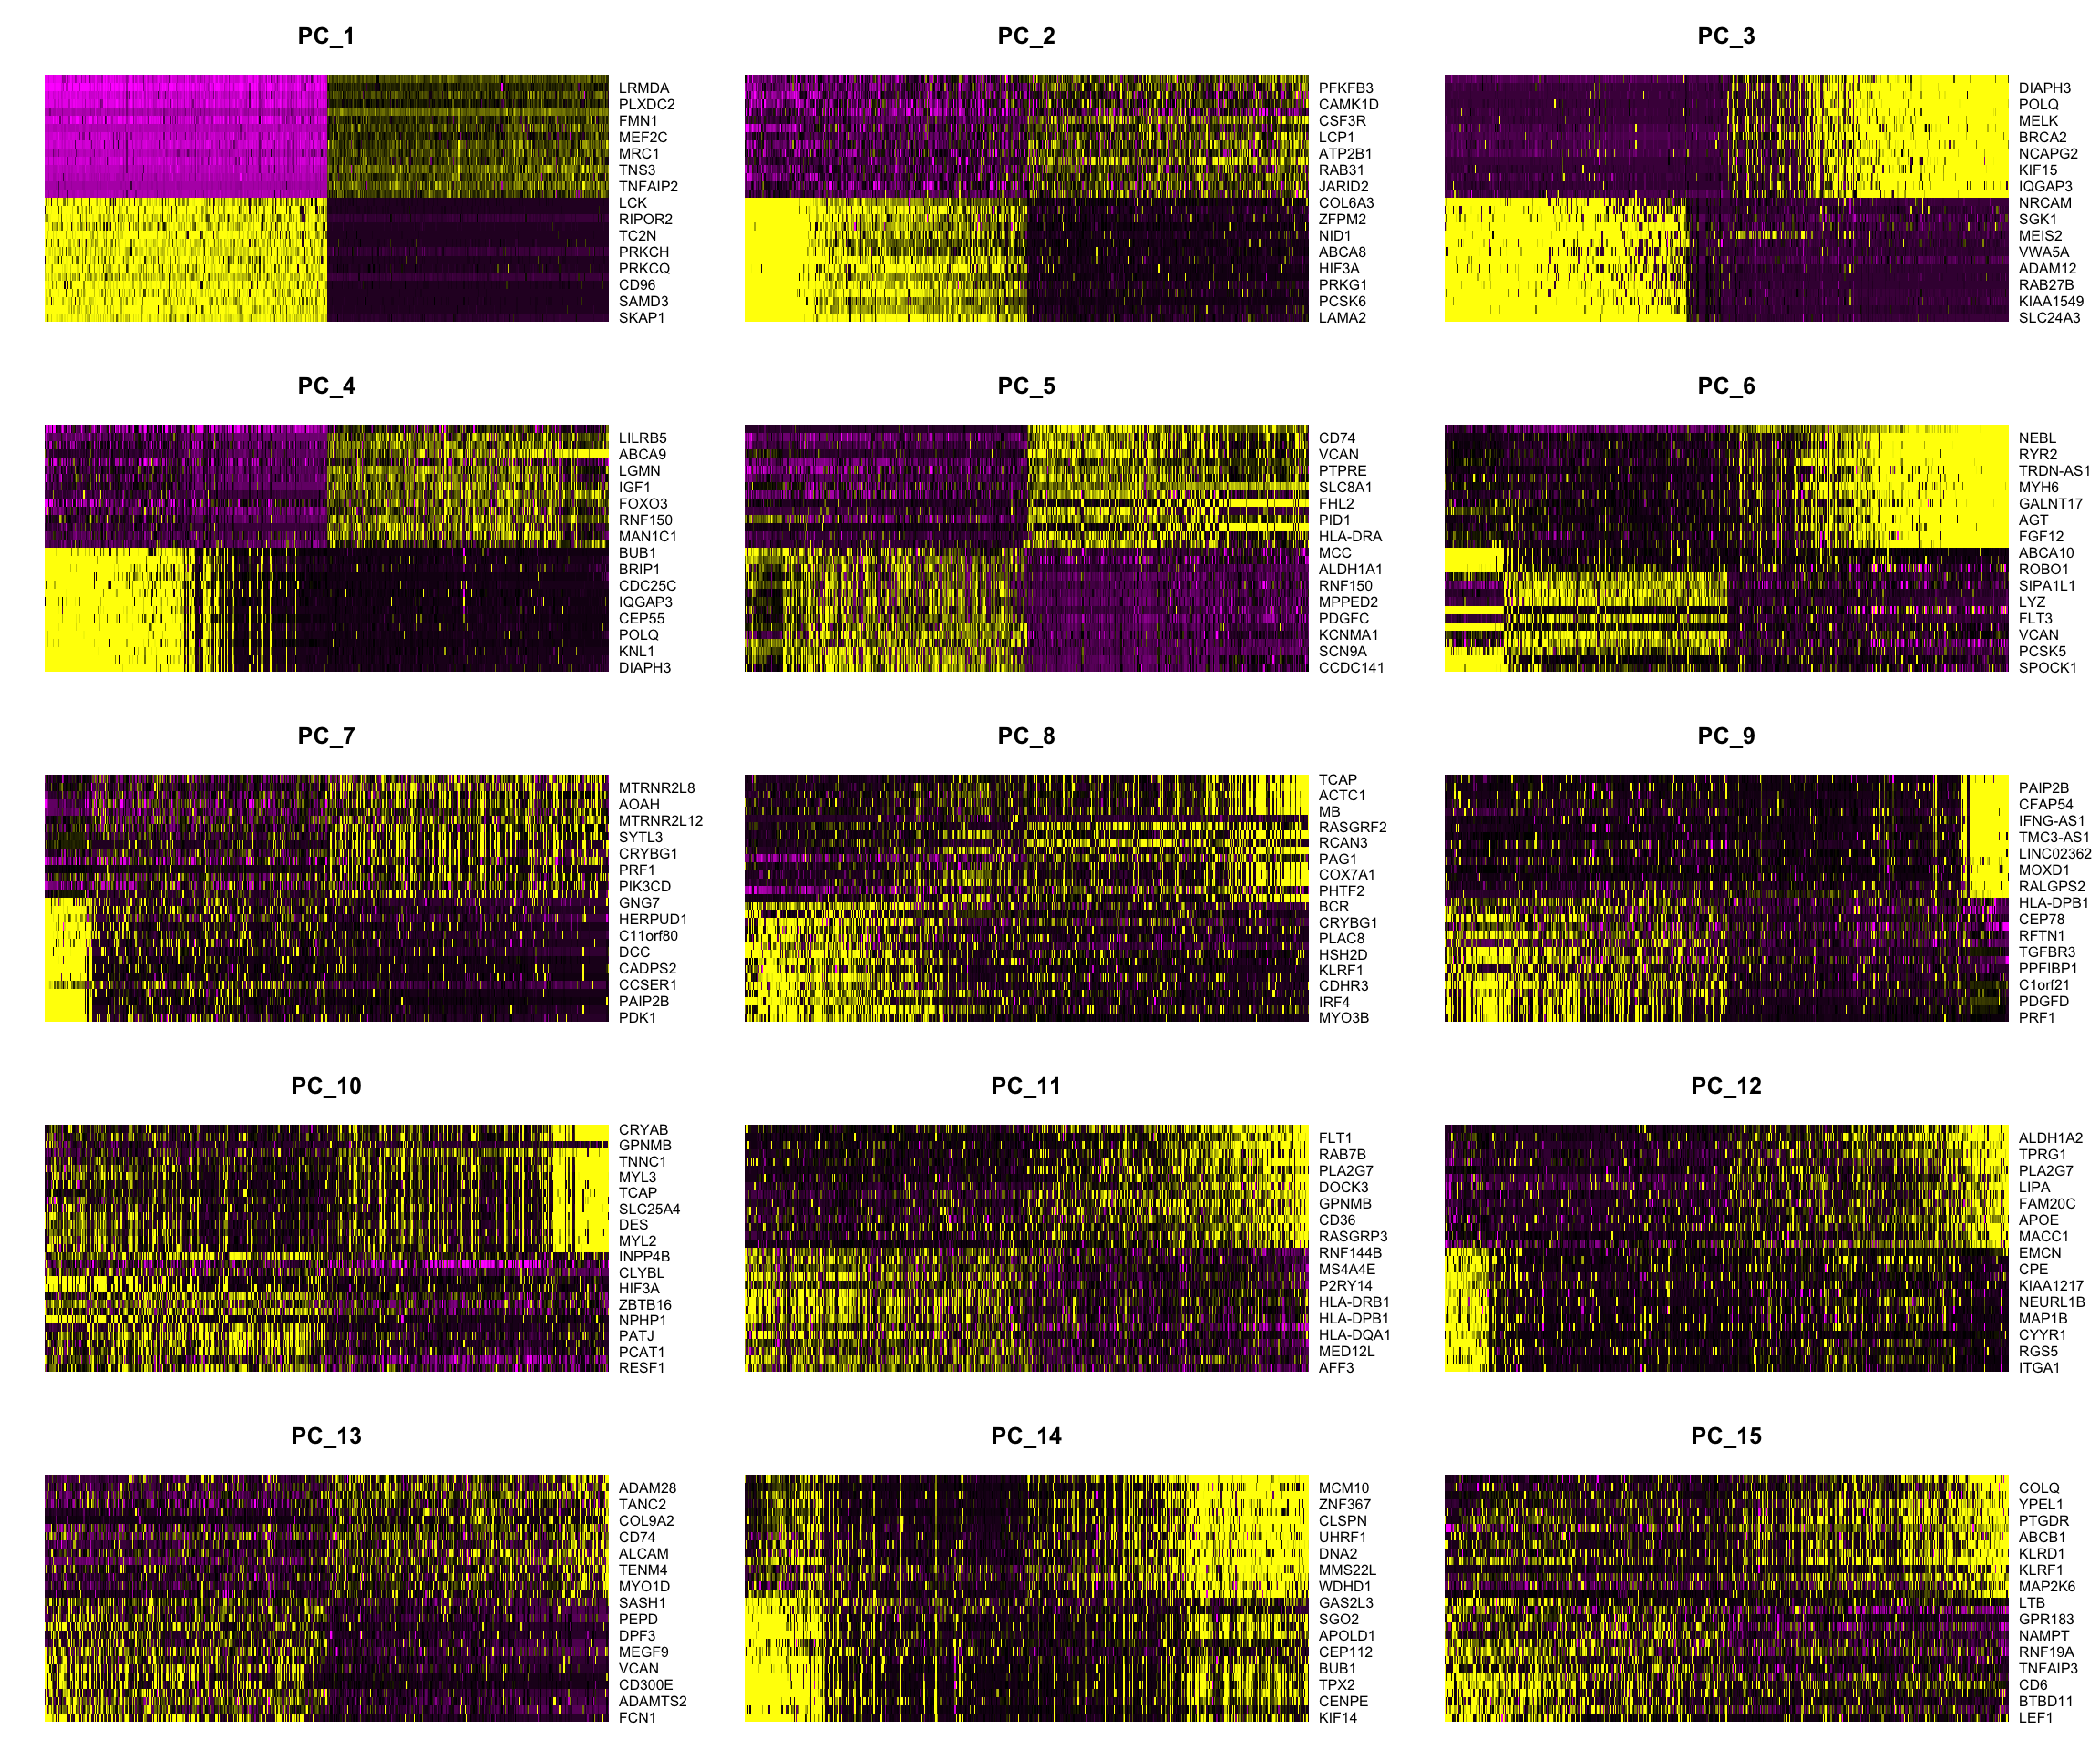 PC_1
LRMDA
PLXDC2
FMN1
MEF2C
MRC1
TNS3
TNFAIP2
LCK
RIPOR2
TC2N
PRKCH
PRKCQ
CD96
SAMD3
SKAP1
PC_2
PFKFB3
CAMK1D
CSF3R
LCP1
ATP2B1
RAB31
JARID2
COL6A3
ZFPM2
NID1
ABCA8
HIF3A
PRKG1
PCSK6
LAMA2
PC_3
DIAPH3
POLQ
MELK
BRCA2
NCAPG2
KIF15
IQGAP3
NRCAM
SGK1
MEIS2
VWA5A
ADAM12
RAB27B
KIAA1549
SLC24A3
PC_4
LILRB5
ABCA9
LGMN
IGF1
FOXO3
RNF150
MAN1C1
BUB1
BRIP1
CDC25C
IQGAP3
CEP55
POLQ
KNL1
DIAPH3
PC_5
CD74
VCAN
PTPRE
SLC8A1
FHL2
PID1
HLA-DRA
MCC
ALDH1A1
RNF150
MPPED2
PDGFC
KCNMA1
SCN9A
CCDC141
PC_6
NEBL
RYR2
TRDN-AS1
MYH6
GALNT17
AGT
FGF12
ABCA10
ROBO1
SIPA1L1
LYZ
FLT3
VCAN
PCSK5
SPOCK1
PC_7
MTRNR2L8
AOAH
MTRNR2L12
SYTL3
CRYBG1
PRF1
PIK3CD
GNG7
HERPUD1
C11orf80
DCC
CADPS2
CCSER1
PAIP2B
PDK1
PC_8
TCAP
ACTC1
MB
RASGRF2
RCAN3
PAG1
COX7A1
PHTF2
BCR
CRYBG1
PLAC8
HSH2D
KLRF1
CDHR3
IRF4
MYO3B
PC_9
PAIP2B
CFAP54
IFNG-AS1
TMC3-AS1
LINC02362
MOXD1
RALGPS2
HLA-DPB1
CEP78
RFTN1
TGFBR3
PPFIBP1
C1orf21
PDGFD
PRF1
PC_10
CRYAB
GPNMB
TNNC1
MYL3
TCAP
SLC25A4
DES
MYL2
INPP4B
CLYBL
HIF3A
ZBTB16
NPHP1
PATJ
PCAT1
RESF1
PC_11
FLT1
RAB7B
PLA2G7
DOCK3
GPNMB
CD36
RASGRP3
RNF144B
MS4A4E
P2RY14
HLA-DRB1
HLA-DPB1
HLA-DQA1
MED12L
AFF3
PC_12
ALDH1A2
TPRG1
PLA2G7
LIPA
FAM20C
APOE
MACC1
EMCN
CPE
KIAA1217
NEURL1B
MAP1B
CYYR1
RGS5
ITGA1
PC_13
ADAM28
TANC2
COL9A2
CD74
ALCAM
TENM4
MYO1D
SASH1
PEPD
DPF3
MEGF9
VCAN
CD300E
ADAMTS2
FCN1
PC_14
MCM10
ZNF367
CLSPN
UHRF1
DNA2
MMS22L
WDHD1
GAS2L3
SGO2
APOLD1
CEP112
BUB1
TPX2
CENPE
KIF14
PC_15
COLQ
YPEL1
PTGDR
ABCB1
KLRD1
KLRF1
MAP2K6
LTB
GPR183
NAMPT
RNF19A
TNFAIP3
CD6
BTBD11
LEF1